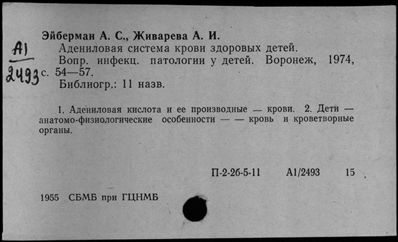 Эйберман А. С., Живарева А. И.
А1
2493
Адениловая система крови здоровых детей.
Вопр. инфекц. патологии у детей. Воронеж, 1974,
с. 54—57.
Библиогр.: 11 назв.
1. Адениловая кислота и ее производные — крови. 2. Дети —
анатомо-физиологические особенности — — кровь и кроветворные
органы.
П-2-26-5-11 А1/2493 15
1955 СБМБ при ГЦНМБ